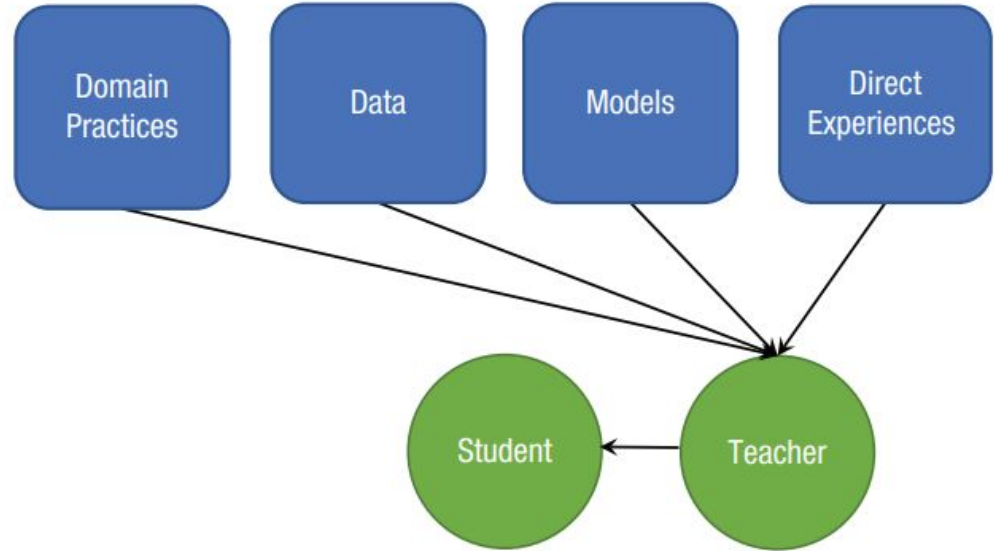 Domain
Practices
Data
Models
Direct
Experiences
Student
Teacher